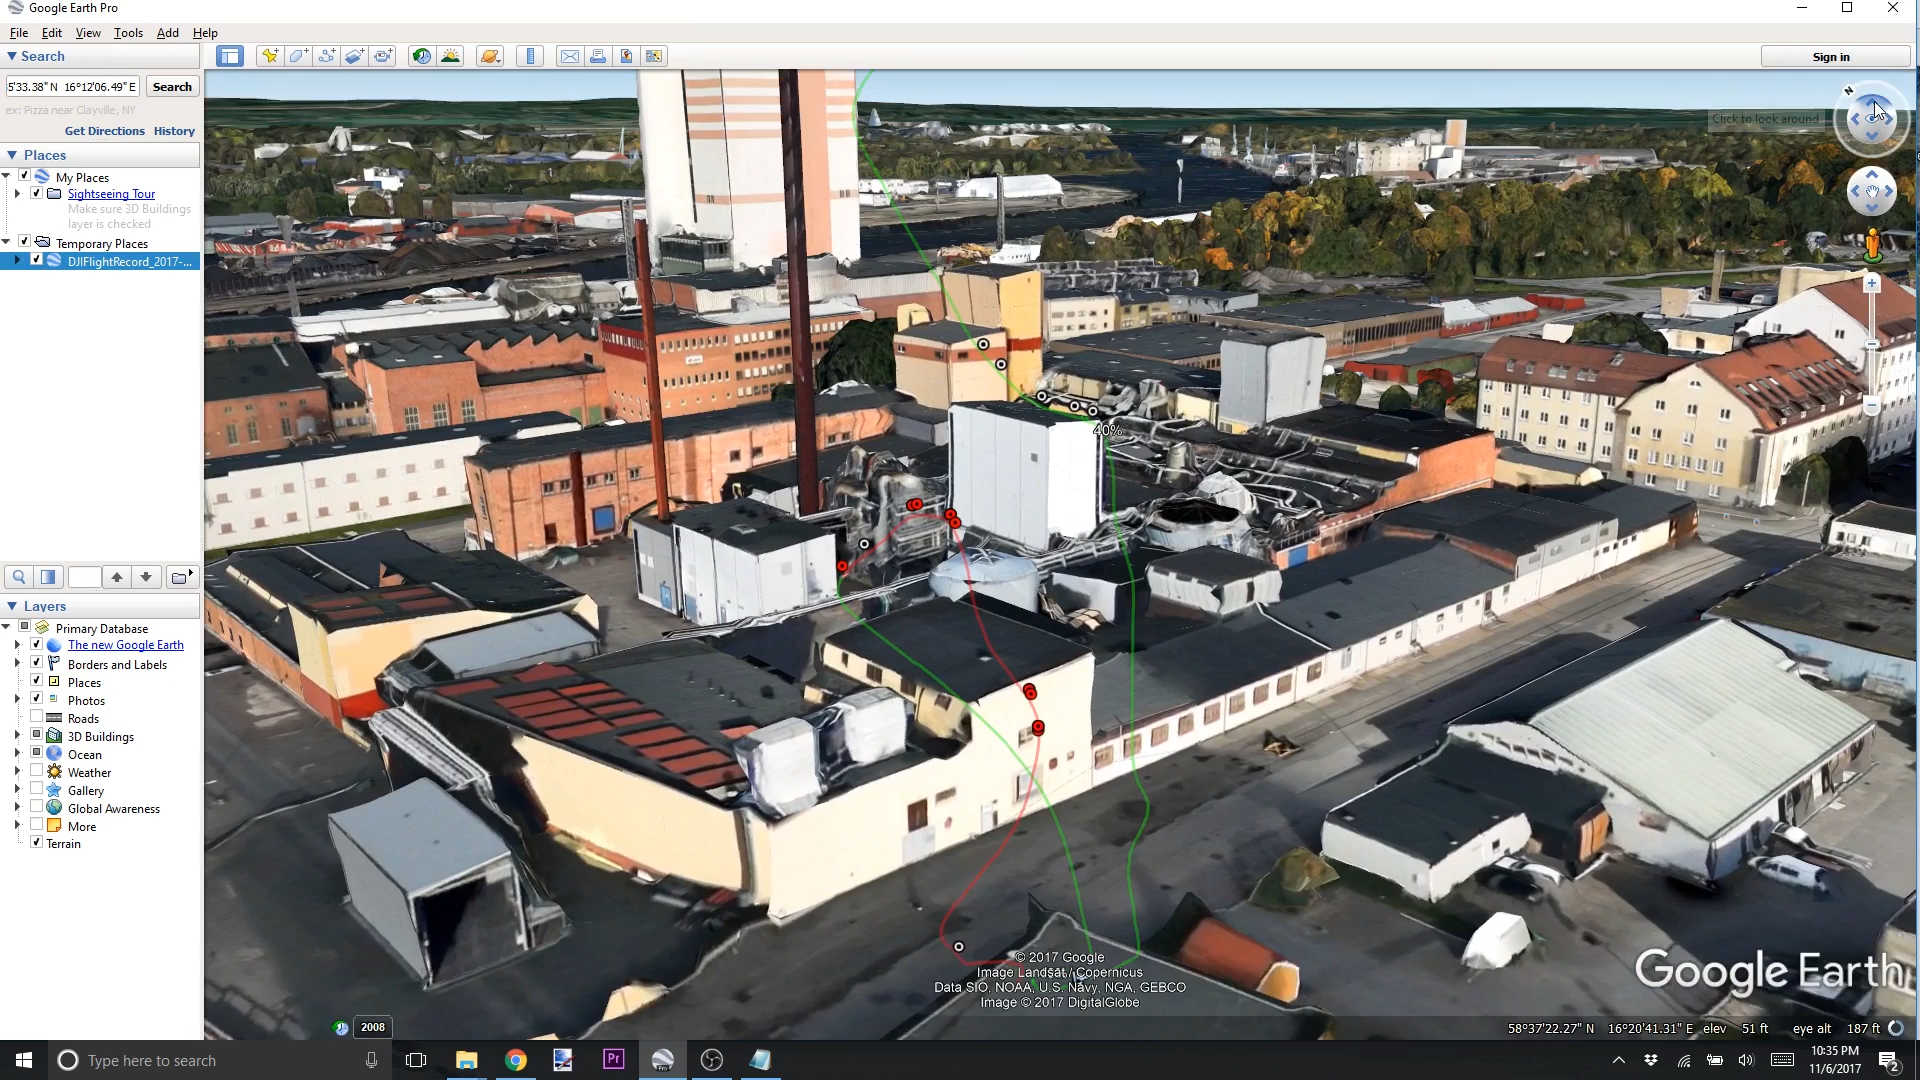 Google Earth Pro
File Edit View Tools Add Help
Search
5'33.38" N 16°12'06.49" E
Search
ex: Pizza near Clayville, NY
Get Directions History
Places
My Places
Sightseeing Tour
Make sure 3D Buildings
layer is checked
Temporary Places
DJIFlightRecord_2017-...
Layers
Primary Database
The new Google Earth
Borders and Labels
Places
Photos
Roads
3D Buildings
Ocean
Weather
Gallery
Global Awareness
More
Terrain
Sign in
N
Click to look around
40%
© 2017 Google
Image Landsat / Copernicus
Data SIO, NOAA, U.S. Navy, NGA, GEBCO
Image © 2017 DigitalGlobe
Google Earth
2008
58°37'22.27" N 16°20'41.31" E elev 51 ft eye alt 187 ft
Type here to search
Pr
10:35 PM
11/6/2017
2